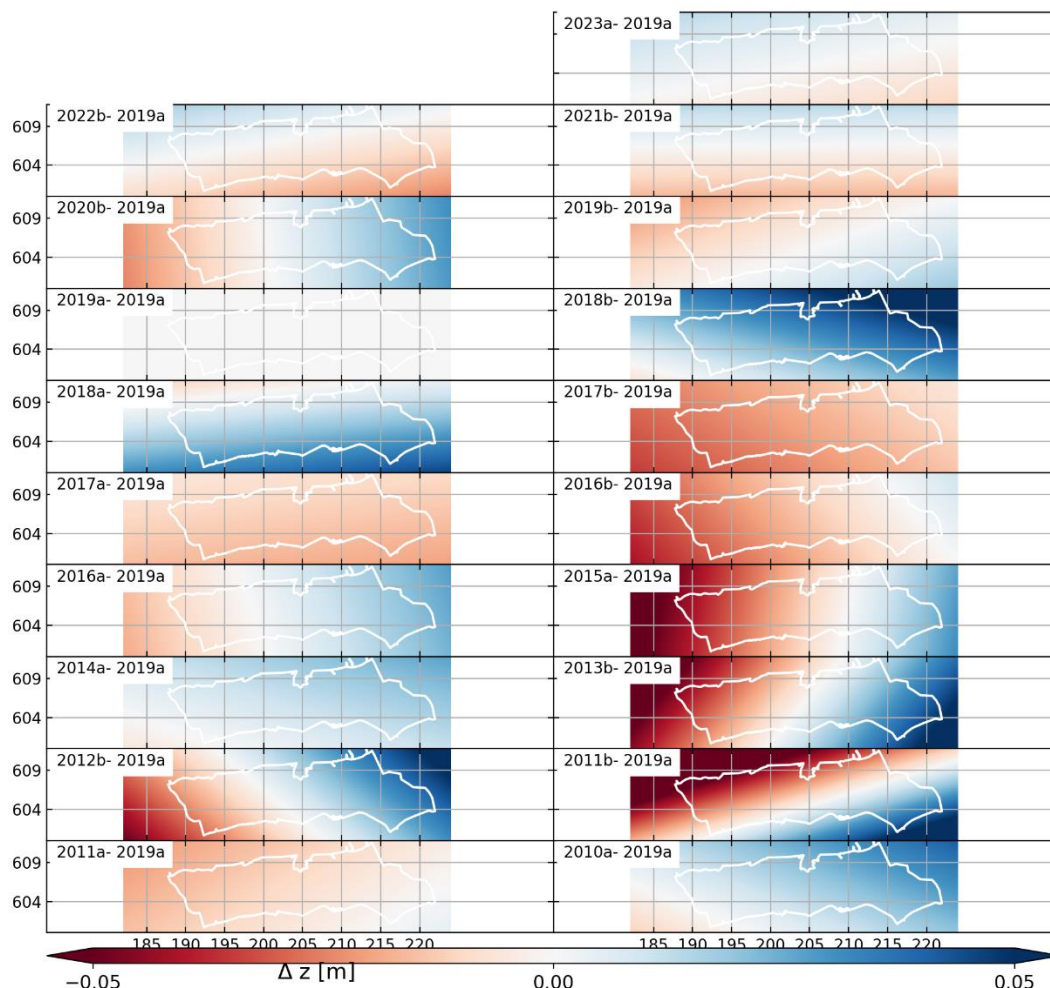 2023a- 2019a
2022b- 2019a
2021b- 2019a
609
604
2020b- 2019a
2019b- 2019a
609
604
2019a- 2019a
2018b- 2019a
609
604
2018a- 2019a
2017b- 2019a
609
604
2017a- 2019a
2016b- 2019a
609
604
2016a- 2019a
2015a- 2019a
609
604
2014a- 2019a
2013b- 2019a
609
604
2012b- 2019a
2011b- 2019a
609
604
2011a- 2019a
2010a- 2019a
609
604
185 190 195 200 205 210 215 220 185 190 195 200 205 210 215 220
−0.05 Δ z [m] 0.00 0.05